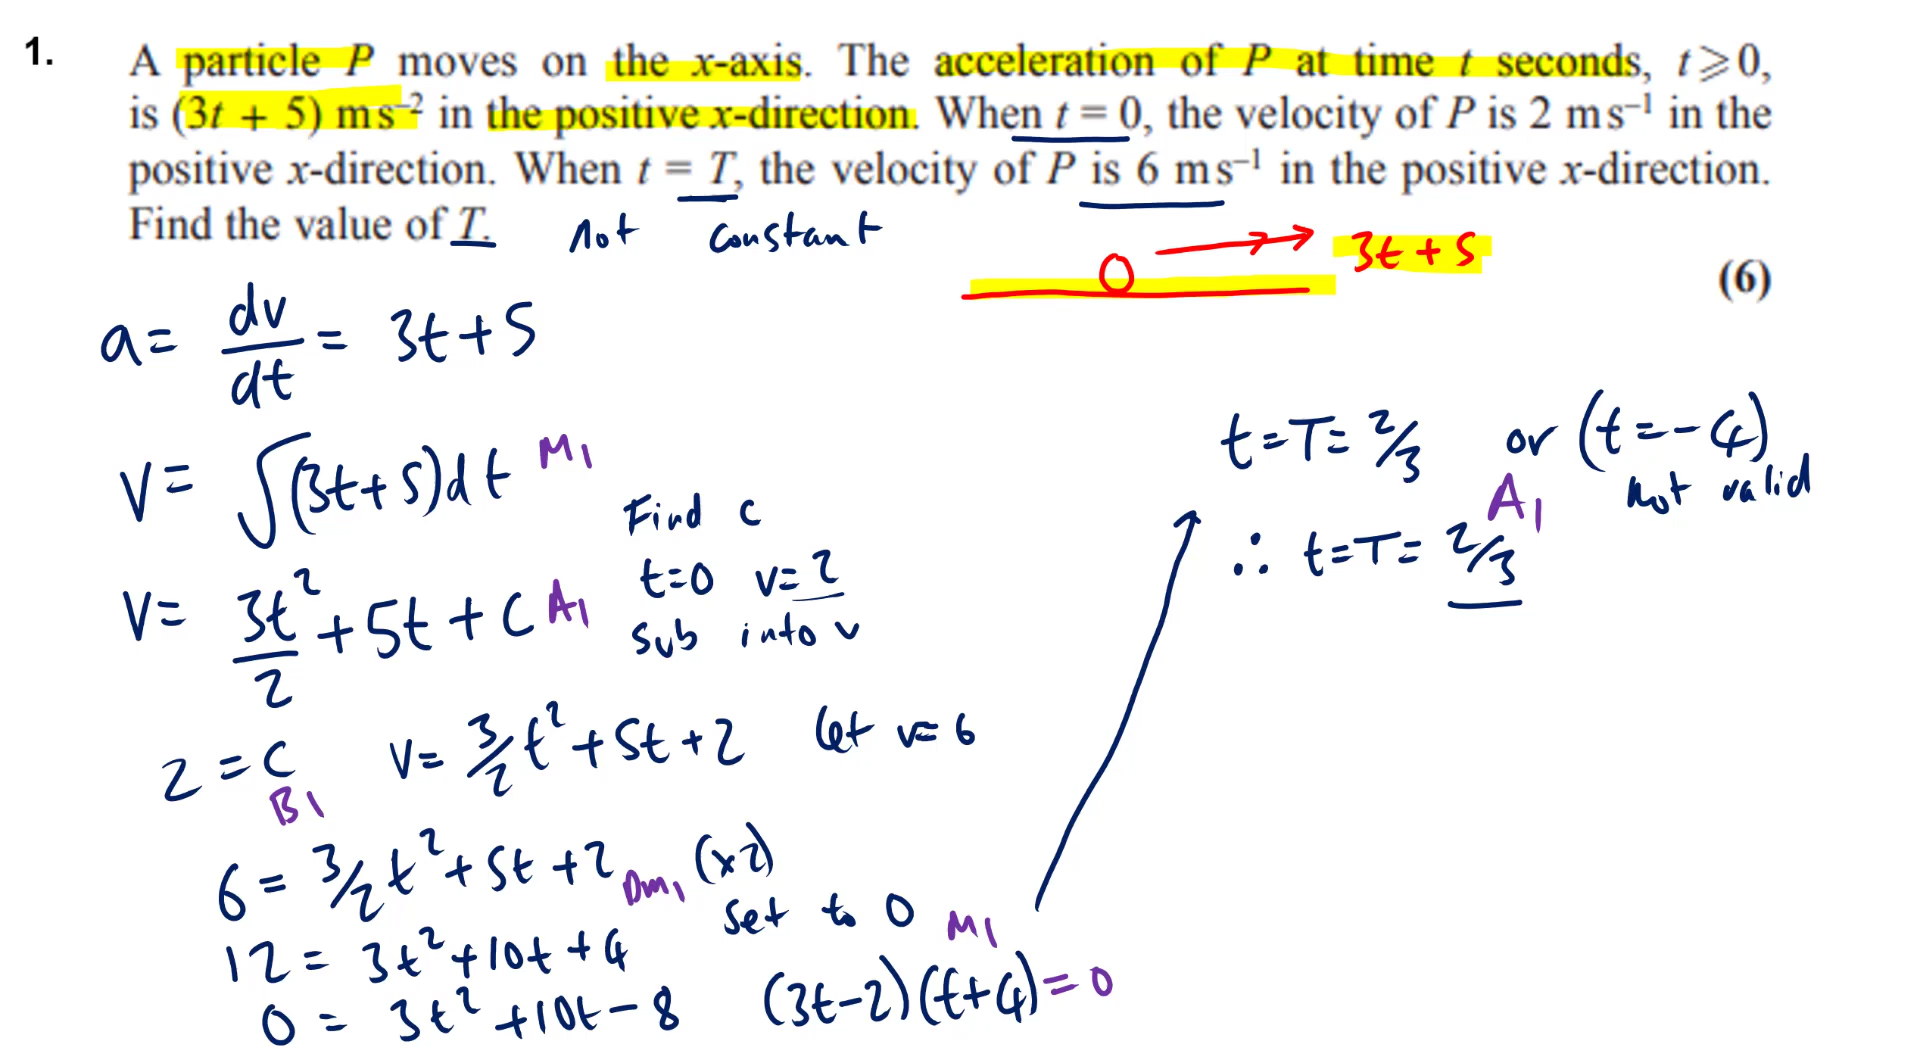 1.
A particle P moves on the x-axis. The acceleration of P at time t seconds, t ⩾ 0,
is (3t + 5) m s⁻² in the positive x-direction. When t = 0, the velocity of P is 2 m s⁻¹ in the
positive x-direction. When t = T, the velocity of P is 6 m s⁻¹ in the positive x-direction.
Find the value of T.
not constant
3t + 5
(6)
a = dv/dt = 3t + 5
v = ∫(3t + 5)dt M1
v = 3t²/2 + 5t + c A1
Find c
t=0 v=2
sub into v
2 = c B1
v = 3/2 t² + 5t + 2 let v = 6
6 = 3/2 t² + 5t + 2 DM1 (x2)
set to 0
12 = 3t² + 10t + 4
0 = 3t² + 10t − 8
M1
(3t−2)(t+4) = 0
t = T = 2/3 or (t = −4)
not valid
A1
∴ t = T = 2/3